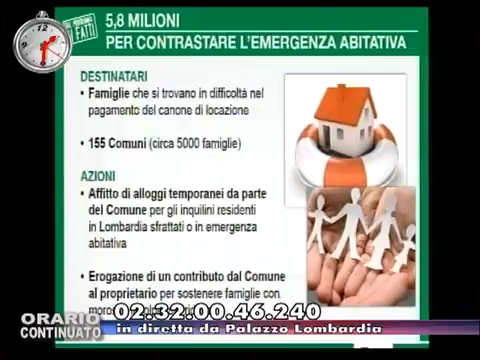 FATTI
5,8 MILIONI
PER CONTRASTARE L'EMERGENZA ABITATIVA
DESTINATARI
• Famiglie che si trovano in difficoltà nel
pagamento del canone di locazione
• 155 Comuni (circa 5000 famiglie)
AZIONI
• Affitto di alloggi temporanei da parte
del Comune per gli inquilini residenti
in Lombardia sfrattati o in emergenza
abitativa
• Erogazione di un contributo dal Comune
al proprietario per sostenere famiglie con
02.32.00.46.240
ORARIO
CONTINUATO
in diretta da Palazzo Lombardia
12